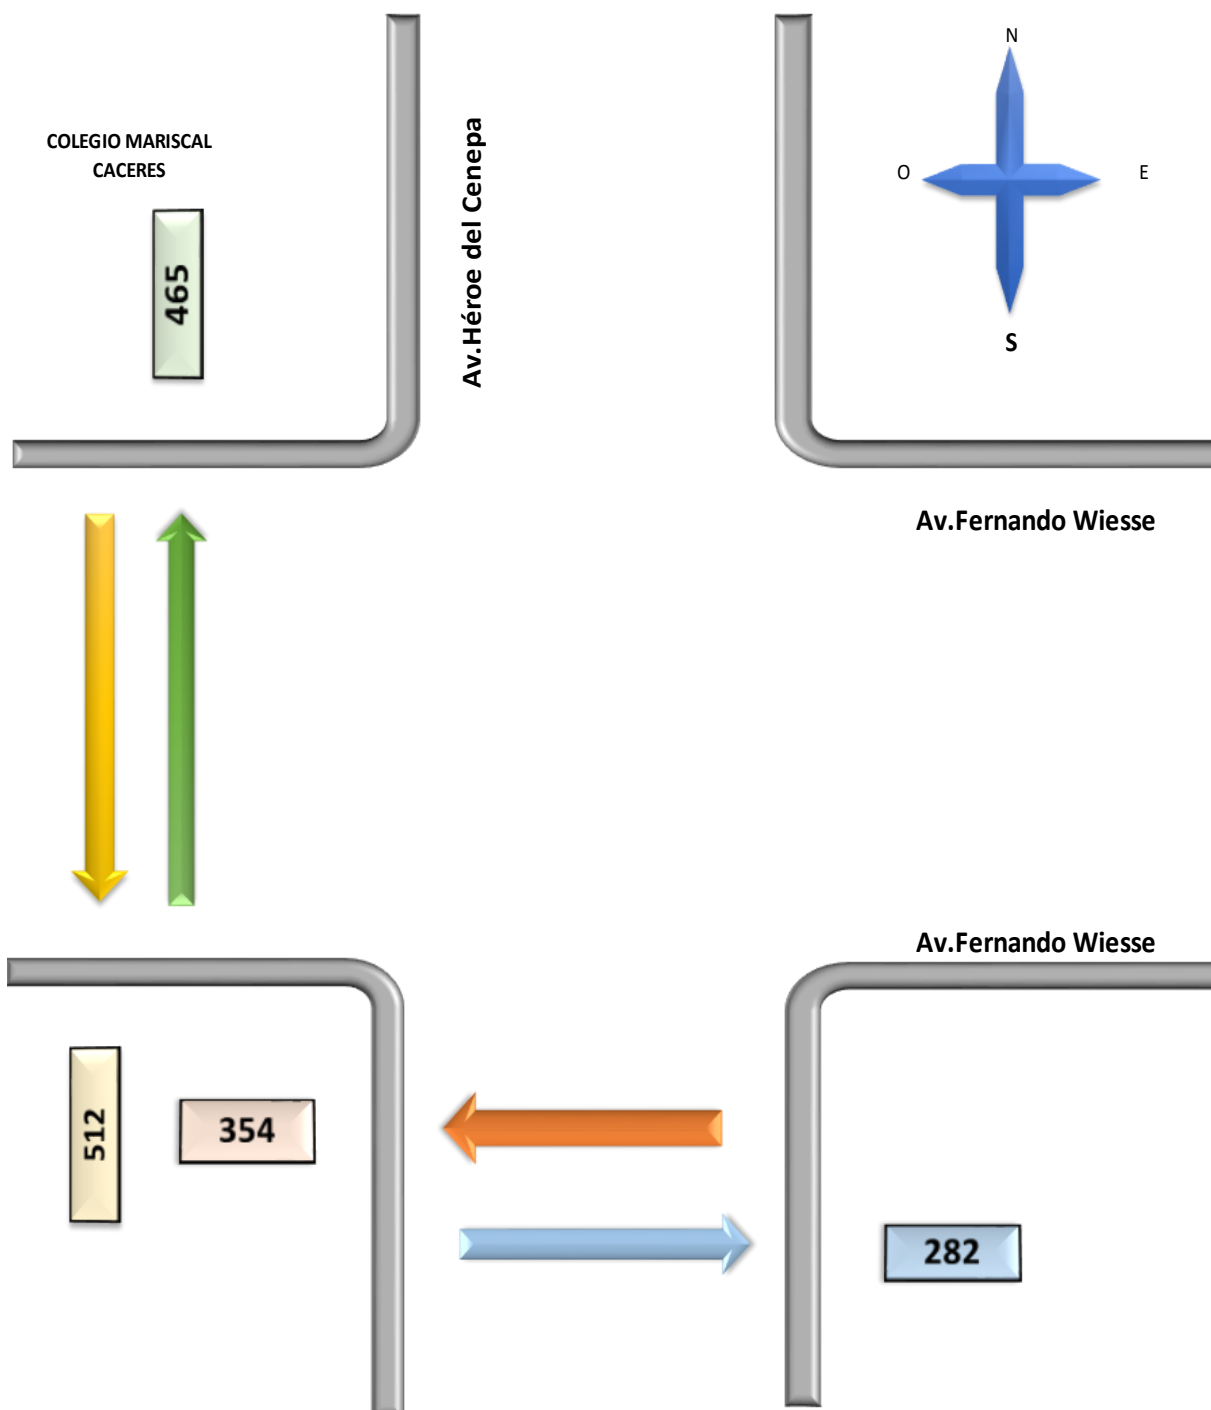 N
COLEGIO MARISCAL
CACERES
Av.Héroe del Cenepa
O
E
465
S
Av.Fernando Wiesse
Av.Fernando Wiesse
512
354
282